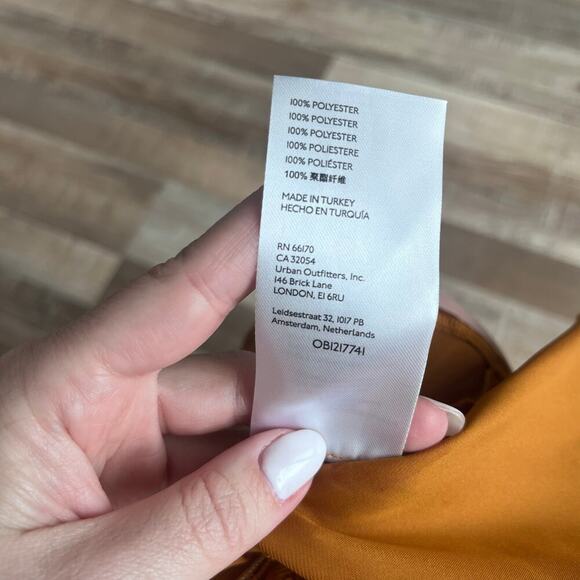 100% POLYESTER
100% POLYESTER
100% POLYESTER
100% POLIESTERE
100% POLIÉSTER
100% 聚酯纤维
MADE IN TURKEY
HECHO EN TURQUÍA
RN 66170
CA 32054
Urban Outfitters, Inc.
146 Brick Lane
LONDON, E1 6RU
Leidsestraat 32, 1017 PB
Amsterdam, Netherlands
OB1217741